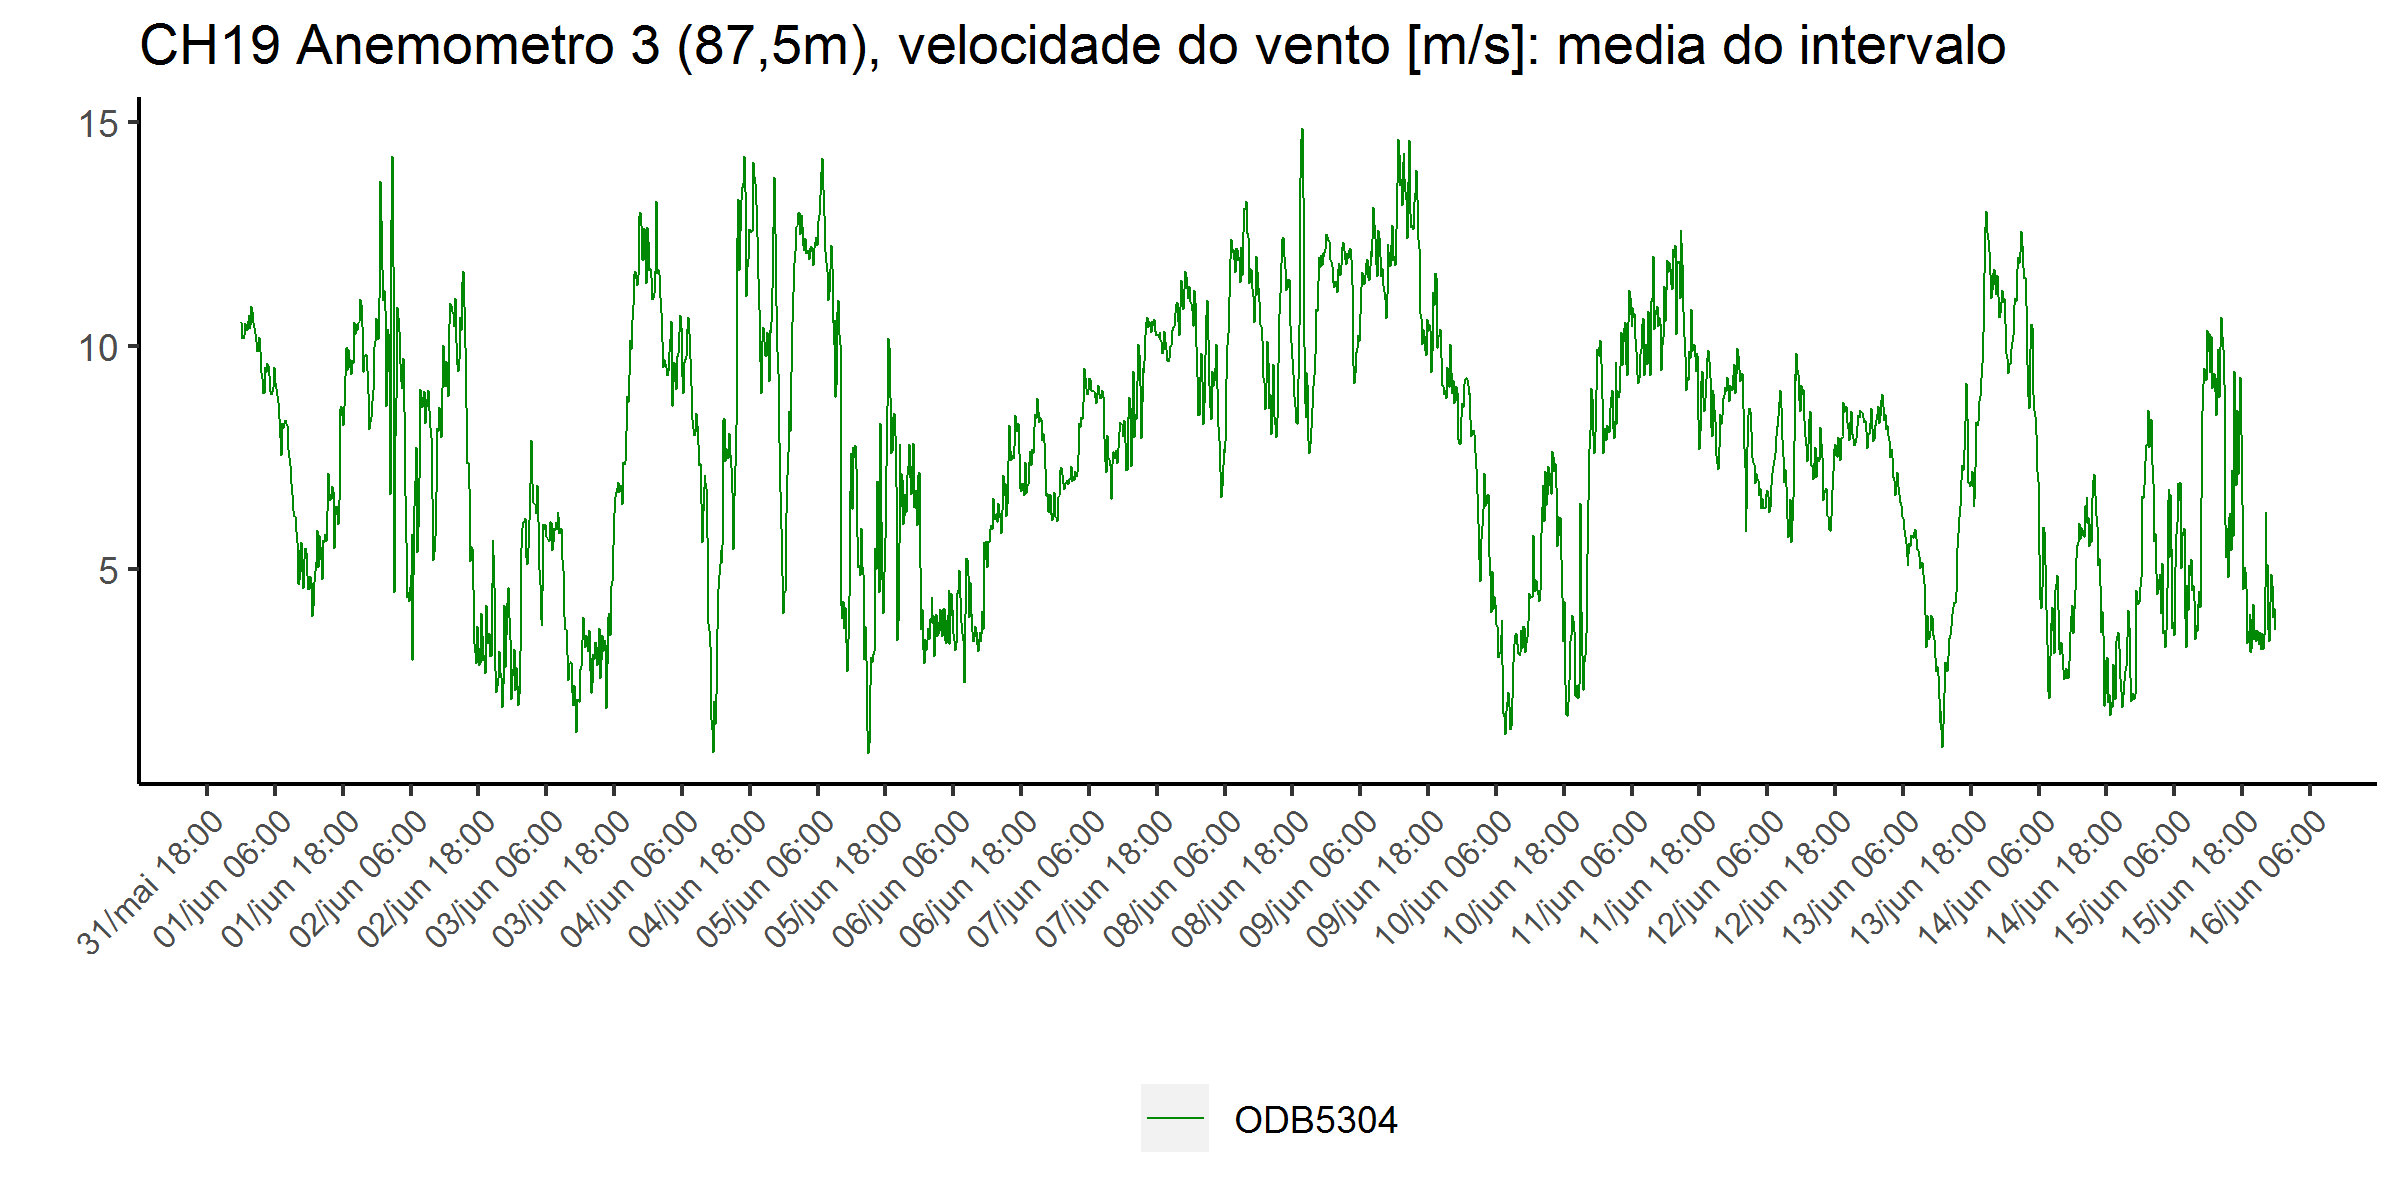 CH19 Anemometro 3 (87,5m), velocidade do vento [m/s]: media do intervalo
15
10
5
31/mai 18:00
01/jun 06:00
01/jun 18:00
02/jun 06:00
02/jun 18:00
03/jun 06:00
03/jun 18:00
04/jun 06:00
04/jun 18:00
05/jun 06:00
05/jun 18:00
06/jun 06:00
06/jun 18:00
07/jun 06:00
07/jun 18:00
08/jun 06:00
08/jun 18:00
09/jun 06:00
09/jun 18:00
10/jun 06:00
10/jun 18:00
11/jun 06:00
11/jun 18:00
12/jun 06:00
12/jun 18:00
13/jun 06:00
13/jun 18:00
14/jun 06:00
14/jun 18:00
15/jun 06:00
15/jun 18:00
16/jun 06:00
ODB5304